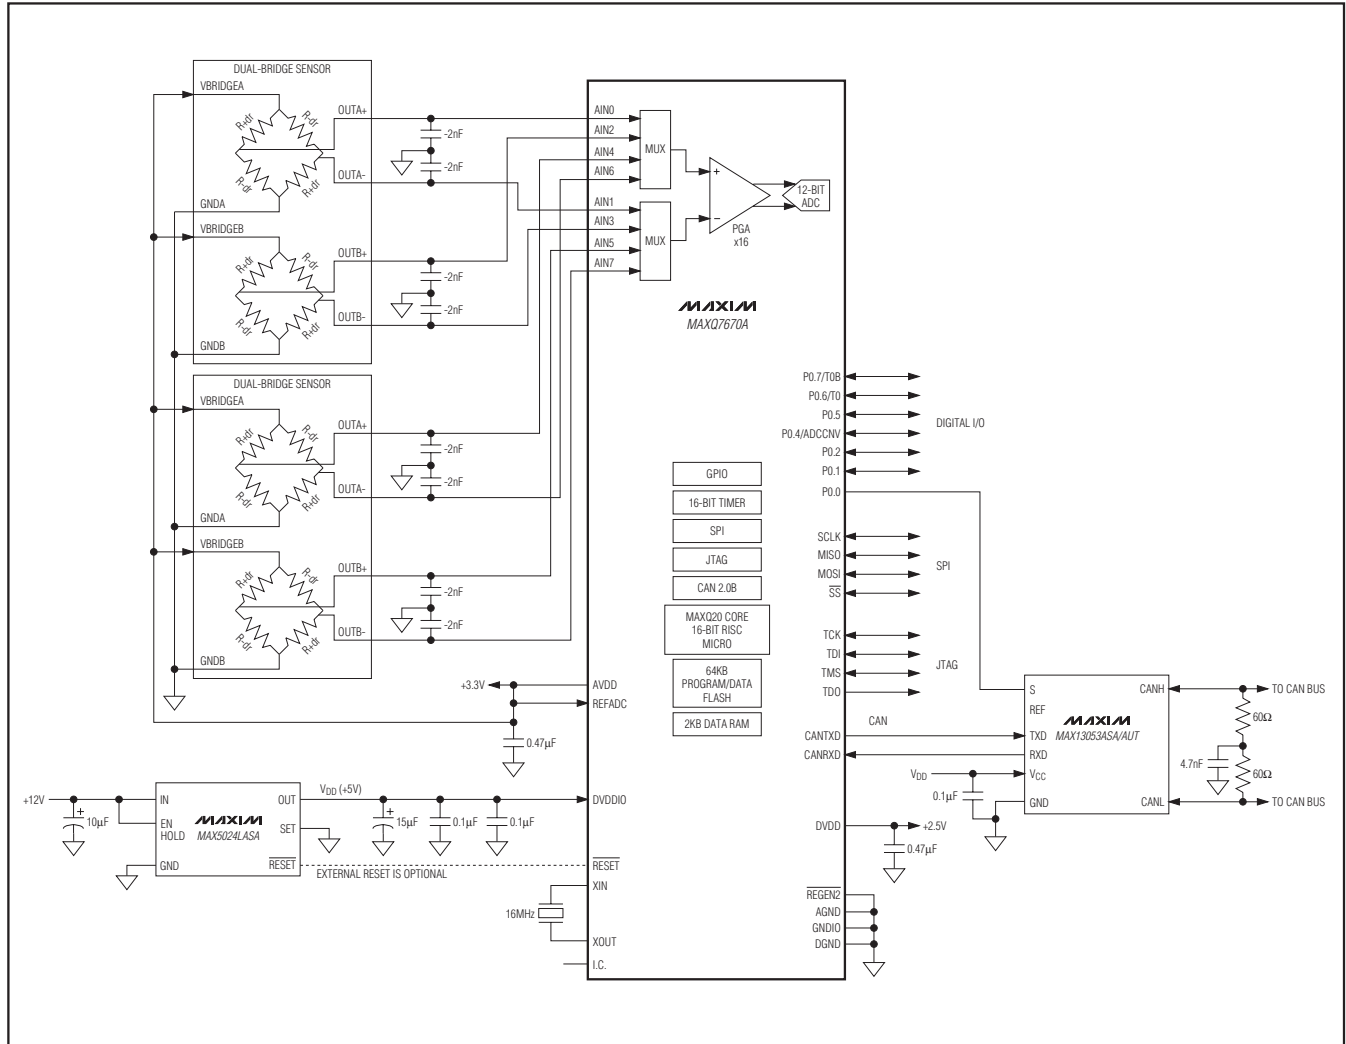 DUAL-BRIDGE SENSOR
VBRIDGEA
R+dr
R-dr
R-dr
R+dr
OUTA+
OUTA-
GNDA
VBRIDGEB
R+dr
R-dr
R-dr
R+dr
OUTB+
OUTB-
GNDB
-2nF
-2nF
-2nF
-2nF
DUAL-BRIDGE SENSOR
VBRIDGEA
R+dr
R-dr
R-dr
R+dr
OUTA+
OUTA-
GNDA
VBRIDGEB
R+dr
R-dr
R-dr
R+dr
OUTB+
OUTB-
GNDB
-2nF
-2nF
-2nF
-2nF
AIN0
AIN2
AIN4
AIN6
AIN1
AIN3
AIN5
AIN7
MUX
MUX
+
−
PGA
x16
12-BIT
ADC
MAXIM
MAXQ7670A
P0.7/T0B
P0.6/T0
P0.5
P0.4/ADCCNV
P0.2
P0.1
P0.0
DIGITAL I/O
GPIO
16-BIT TIMER
SPI
JTAG
CAN 2.0B
MAXQ20 CORE
16-BIT RISC
MICRO
64KB
PROGRAM/DATA
FLASH
2KB DATA RAM
SCLK
MISO
MOSI
SS
SPI
TCK
TDI
TMS
TDO
JTAG
CANTXD
CANRXD
CAN
+3.3V
AVDD
REFADC
0.47µF
+12V
10µF
IN
EN
HOLD
GND
OUT
SET
RESET
MAXIM
MAX5024LASA
VDD (+5V)
15µF
0.1µF
0.1µF
DVDDIO
EXTERNAL RESET IS OPTIONAL
RESET
XIN
16MHz
XOUT
I.C.
DVDD
+2.5V
0.47µF
REGEN2
AGND
GNDIO
DGND
S
REF
TXD
RXD
VCC
GND
CANH
CANL
MAXIM
MAX13053ASA/AUT
VDD
0.1µF
TO CAN BUS
60Ω
4.7nF
60Ω
TO CAN BUS